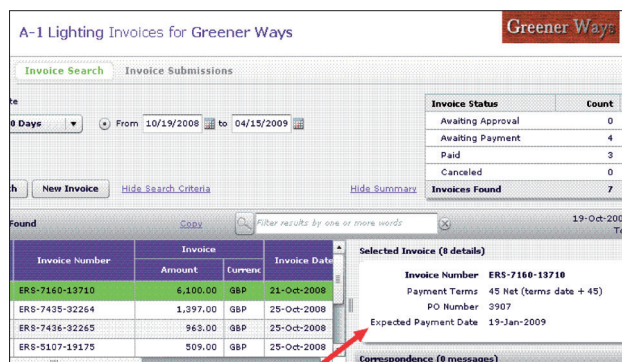 A-1 Lighting Invoices for Greener Ways
Greener Ways
Invoice Search Invoice Submissions
Invoice Status Count
Awaiting Approval 0
0 Days From 10/19/2008 to 04/15/2009
Awaiting Payment 4
Paid 3
Canceled 0
New Invoice Hide Search Criteria Hide Summary Invoices Found 7
Found Copy Filter results by one or more words
Invoice Number Invoice Invoice Date
Amount Currenc
Selected Invoice (8 details)
ERS-7160-13710 6,100.00 GBP 21-Oct-2008
ERS-7435-32264 1,397.00 GBP 25-Oct-2008
ERS-7436-32265 963.00 GBP 25-Oct-2008
ERS-5107-19175 509.00 GBP 25-Oct-2008
Invoice Number ERS-7160-13710
Payment Terms 45 Net (terms date + 45)
PO Number 3907
Expected Payment Date 19-Jan-2009
Correspondence (0 messages)